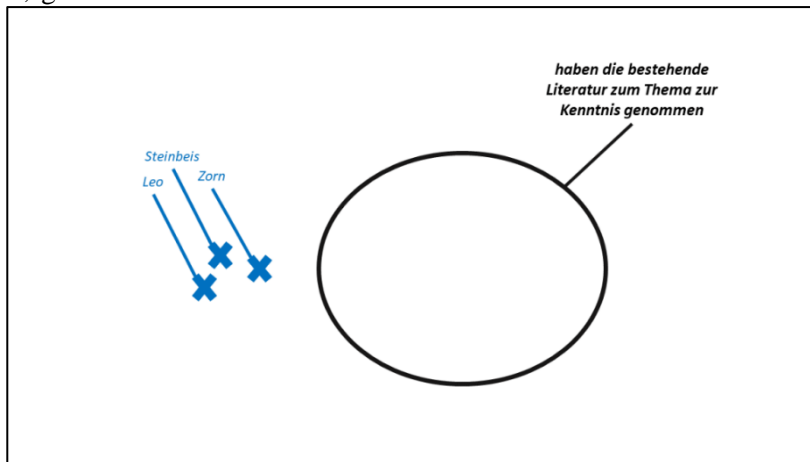 haben die bestehende
Literatur zum Thema zur
Kenntnis genommen
Steinbeis
Leo
Zorn